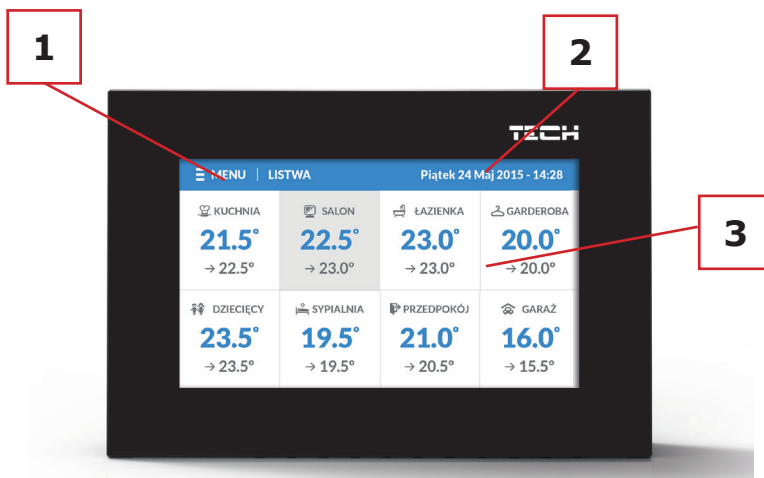 1
2
TECH
MENU | LISTWA Piątek 24 Maj 2015 - 14:28
KUCHNIA SALON ŁAZIENKA GARDEROBA
21.5° 22.5° 23.0° 20.0°
→ 22.5° → 23.0° → 23.0° → 20.0°
3
DZIECIĘCY SYPIALNIA PRZEDPOKÓJ GARAŻ
23.5° 19.5° 21.0° 16.0°
→ 23.5° → 19.5° → 20.5° → 15.5°